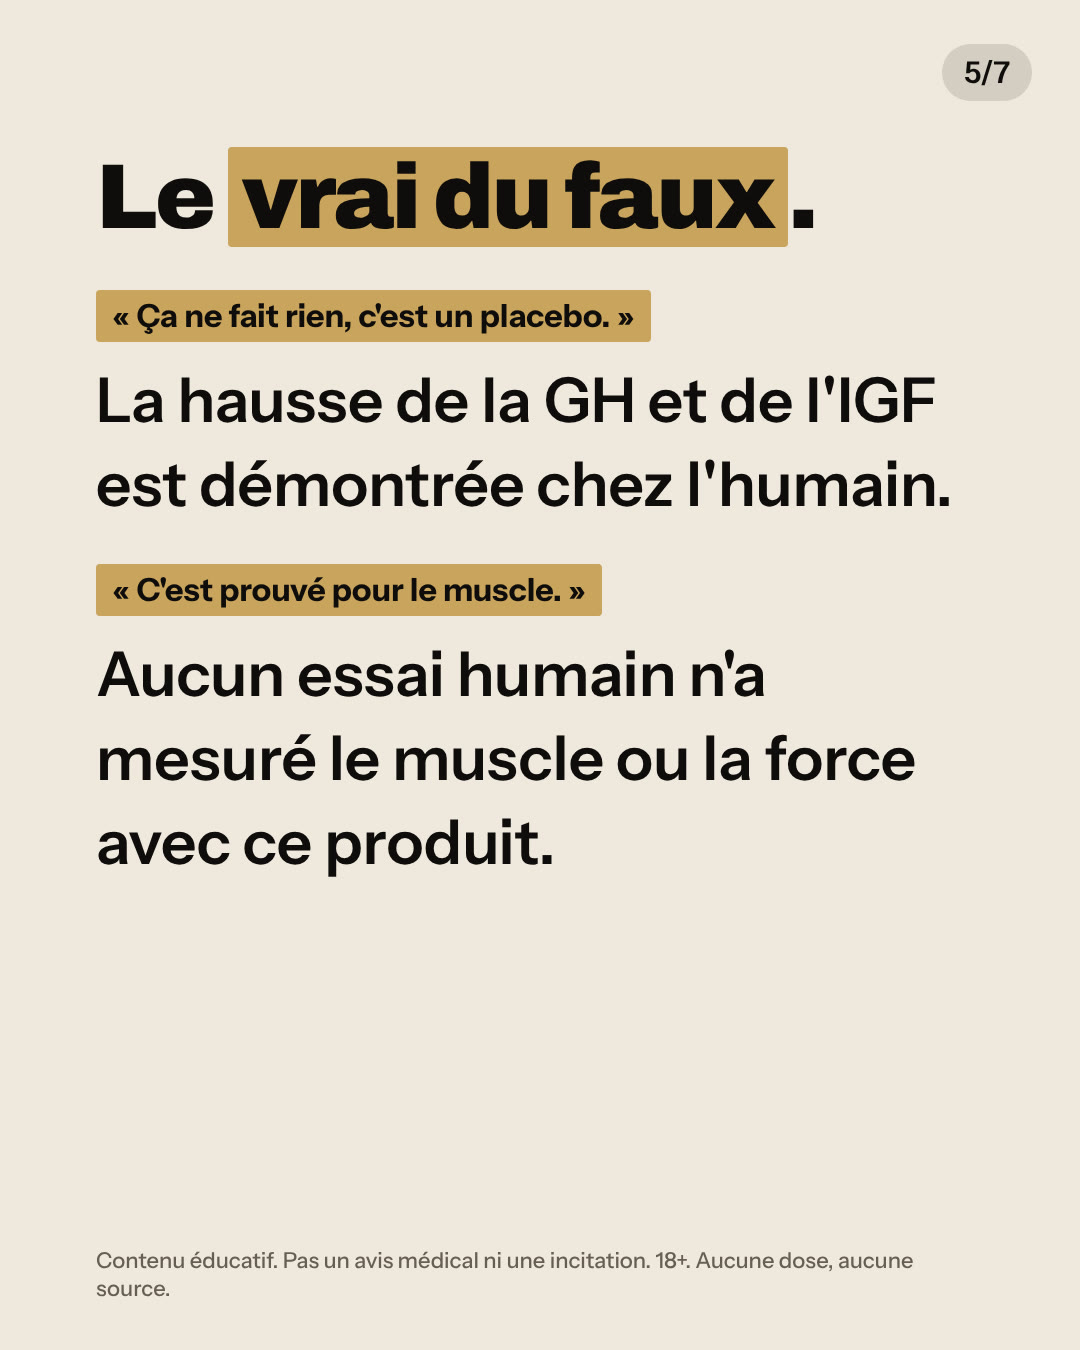 5/7
Le vrai du faux.
« Ça ne fait rien, c'est un placebo. »
La hausse de la GH et de l'IGF
est démontrée chez l'humain.
« C'est prouvé pour le muscle. »
Aucun essai humain n'a
mesuré le muscle ou la force
avec ce produit.
Contenu éducatif. Pas un avis médical ni une incitation. 18+. Aucune dose, aucune
source.